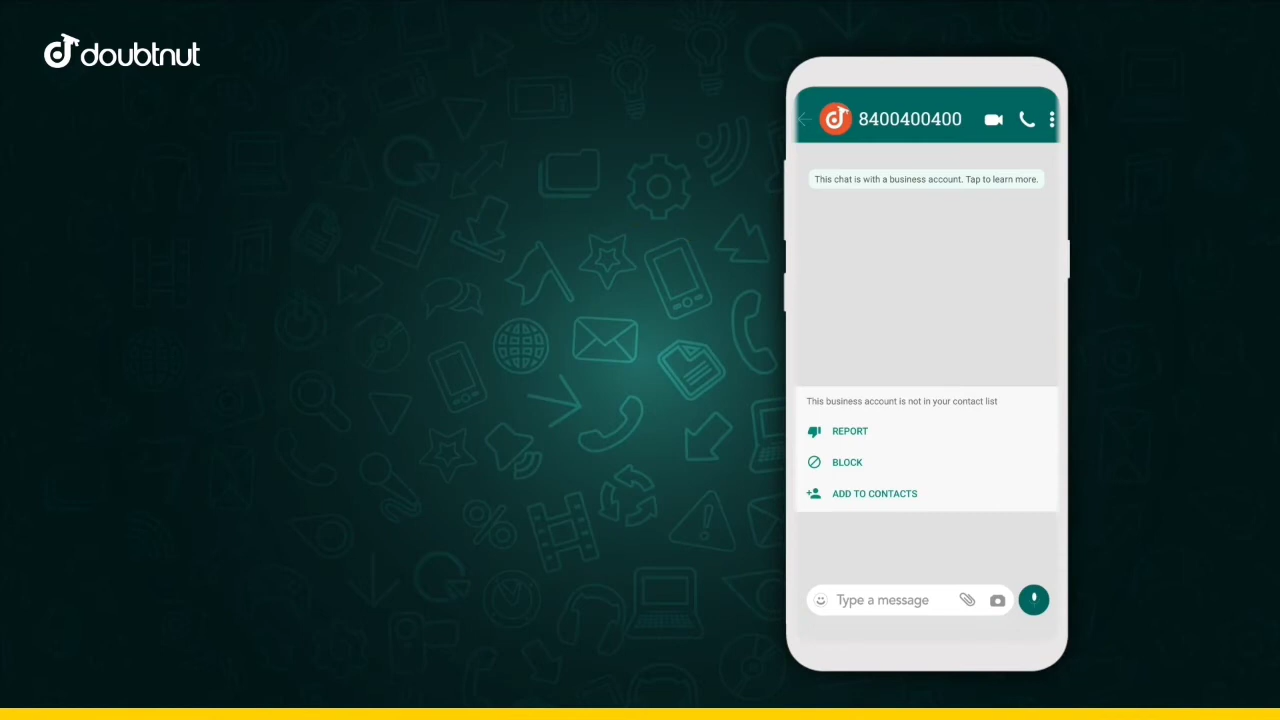 doubtnut
8400400400
This chat is with a business account. Tap to learn more.
This business account is not in your contact list
REPORT
BLOCK
ADD TO CONTACTS
Type a message